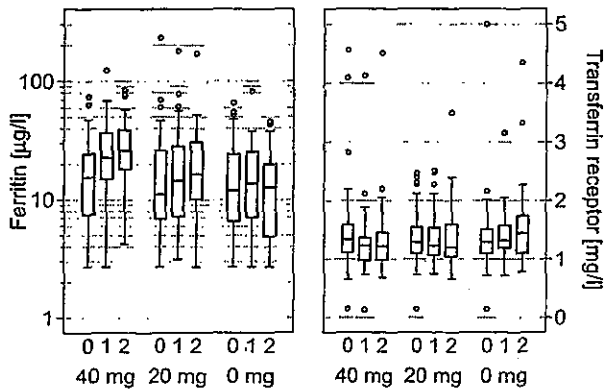 Ferritin [µg/l]
100
10
1
0 1 2 0 1 2 0 1 2
40 mg 20 mg 0 mg
Transferrin receptor [mg/l]
5
4
3
2
1
0
0 1 2 0 1 2 0 1 2
40 mg 20 mg 0 mg